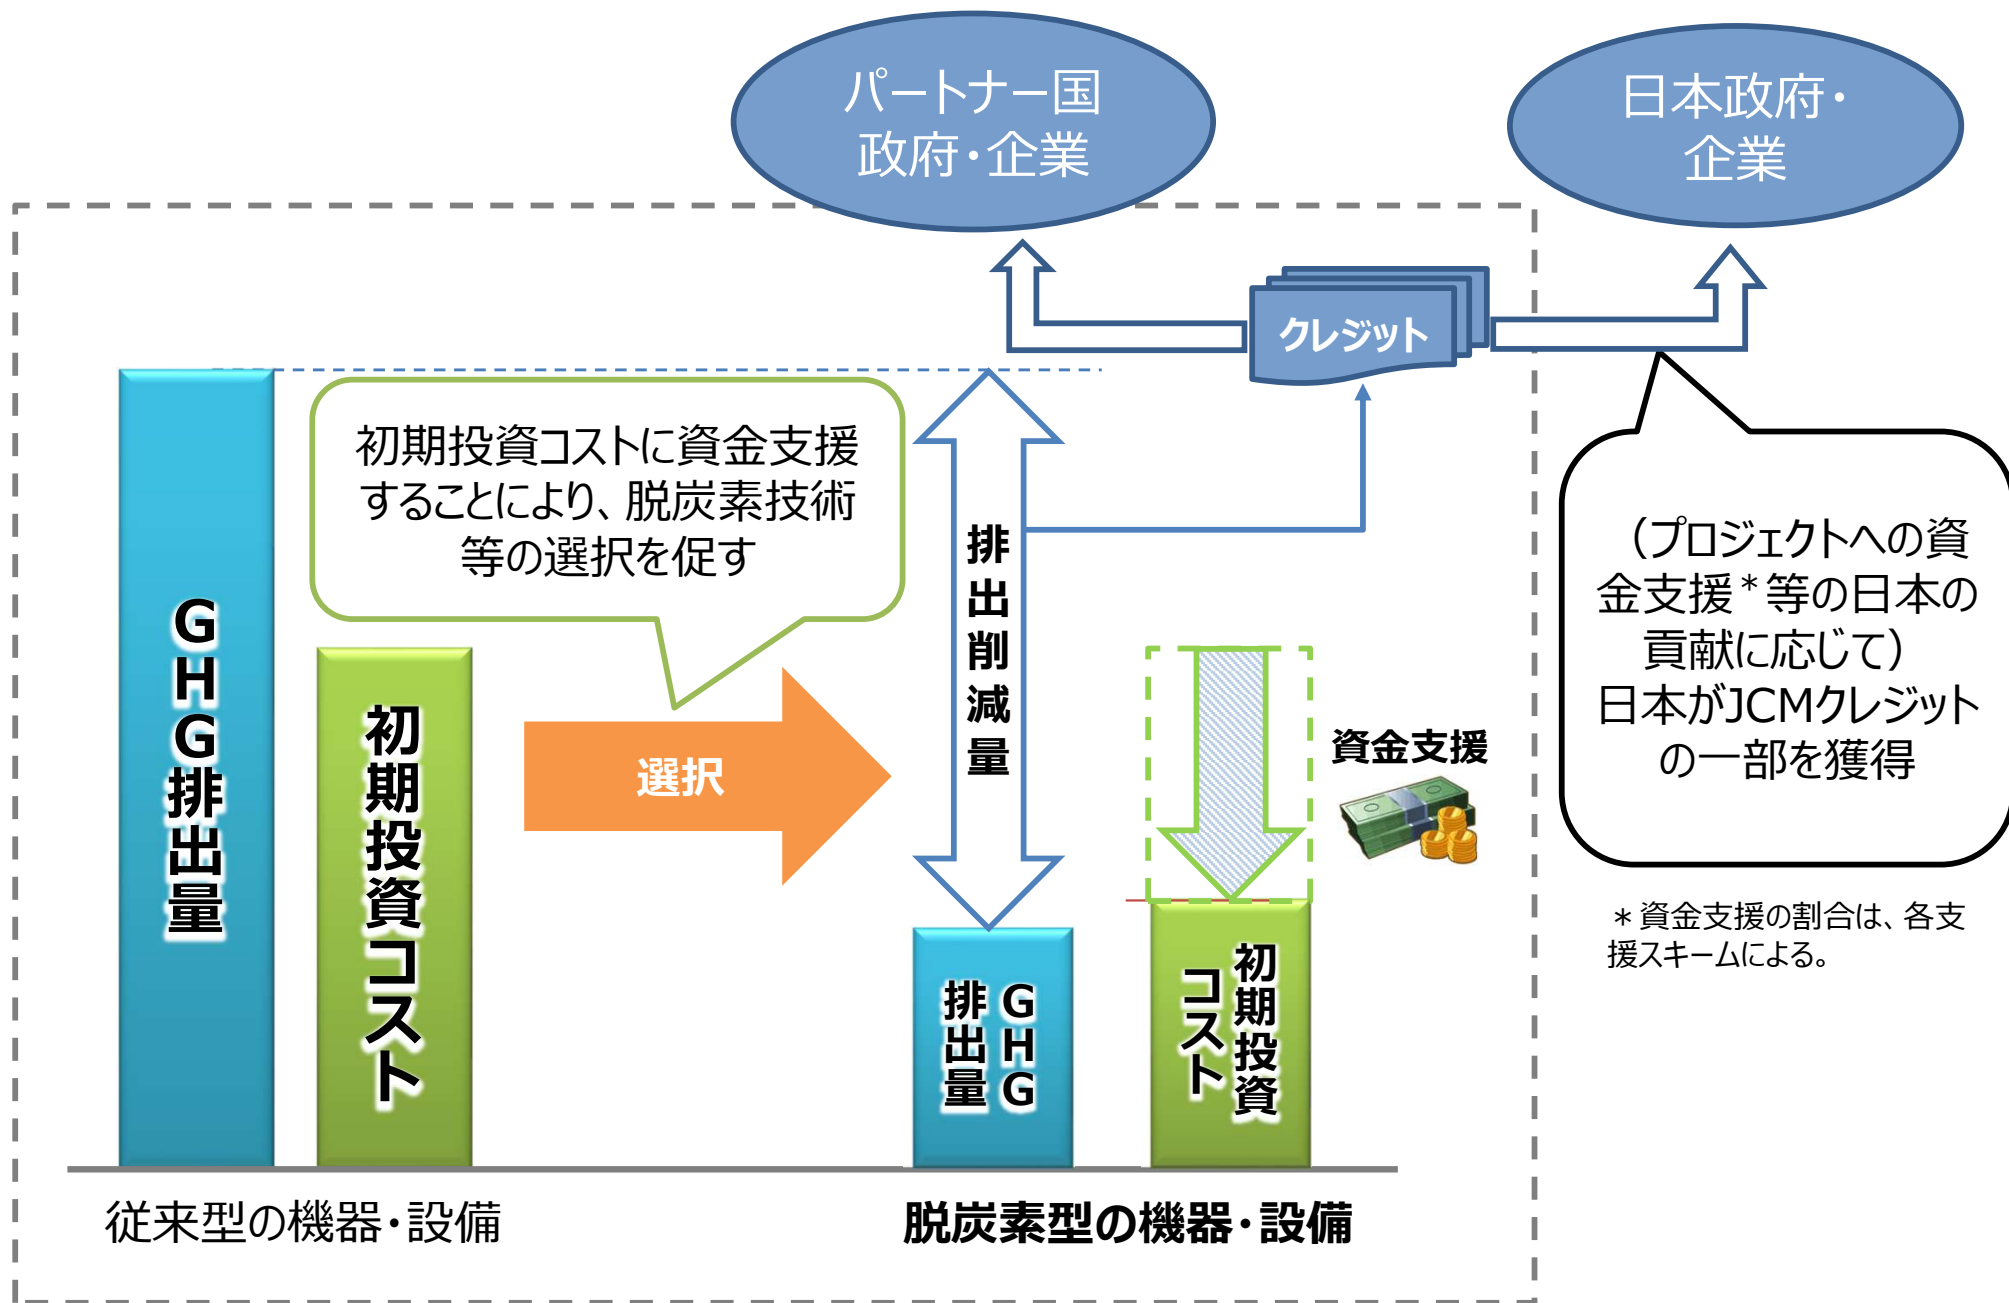 パートナー国
政府・企業
日本政府・
企業
クレジット
初期投資コストに資金支援
することにより、脱炭素技術
等の選択を促す
GHG排出量
初期投資コスト
選択
排出削減量
資金支援
（プロジェクトへの資
金支援＊等の日本の
貢献に応じて）
日本がJCMクレジット
の一部を獲得
＊資金支援の割合は、各支
援スキームによる。
GHG
排出量
初期投資
コスト
従来型の機器・設備
脱炭素型の機器・設備